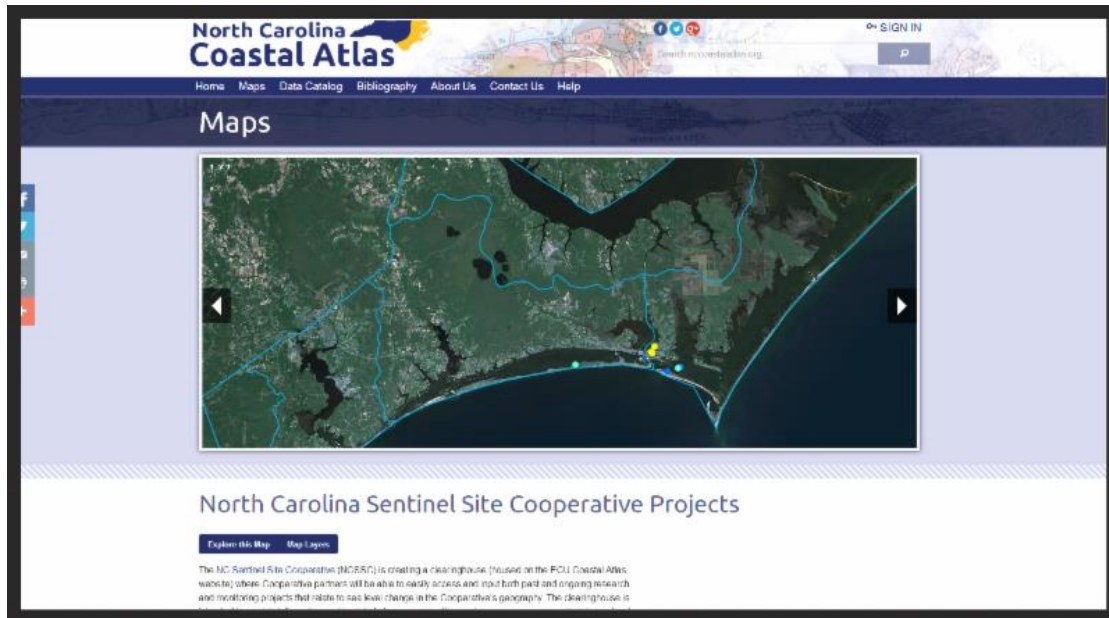 North Carolina
Coastal Atlas
SIGN IN
Search nccoastalatlas.org
Home Maps Data Catalog Bibliography About Us Contact Us Help
Maps
North Carolina Sentinel Site Cooperative Projects
Explore this Map Map Layers
The NC Sentinel Site Cooperative (NCSSC) is creating a clearinghouse (housed on the ECU Coastal Atlas
website) where Cooperative partners will be able to easily access and input both past and ongoing research
and monitoring projects that relate to sea level change in the Cooperative's geography. The clearinghouse is